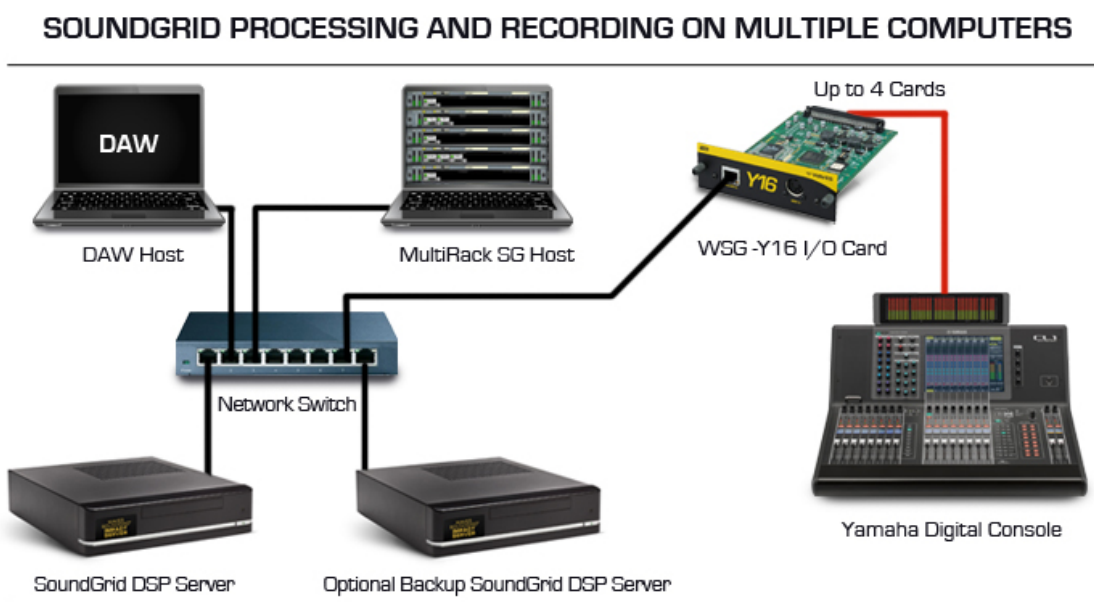 SOUNDGRID PROCESSING AND RECORDING ON MULTIPLE COMPUTERS
Up to 4 Cards
DAW
Y16
DAW Host
MultiRack SG Host
WSG -Y16 I/O Card
Network Switch
Yamaha Digital Console
SoundGrid DSP Server
Optional Backup SoundGrid DSP Server